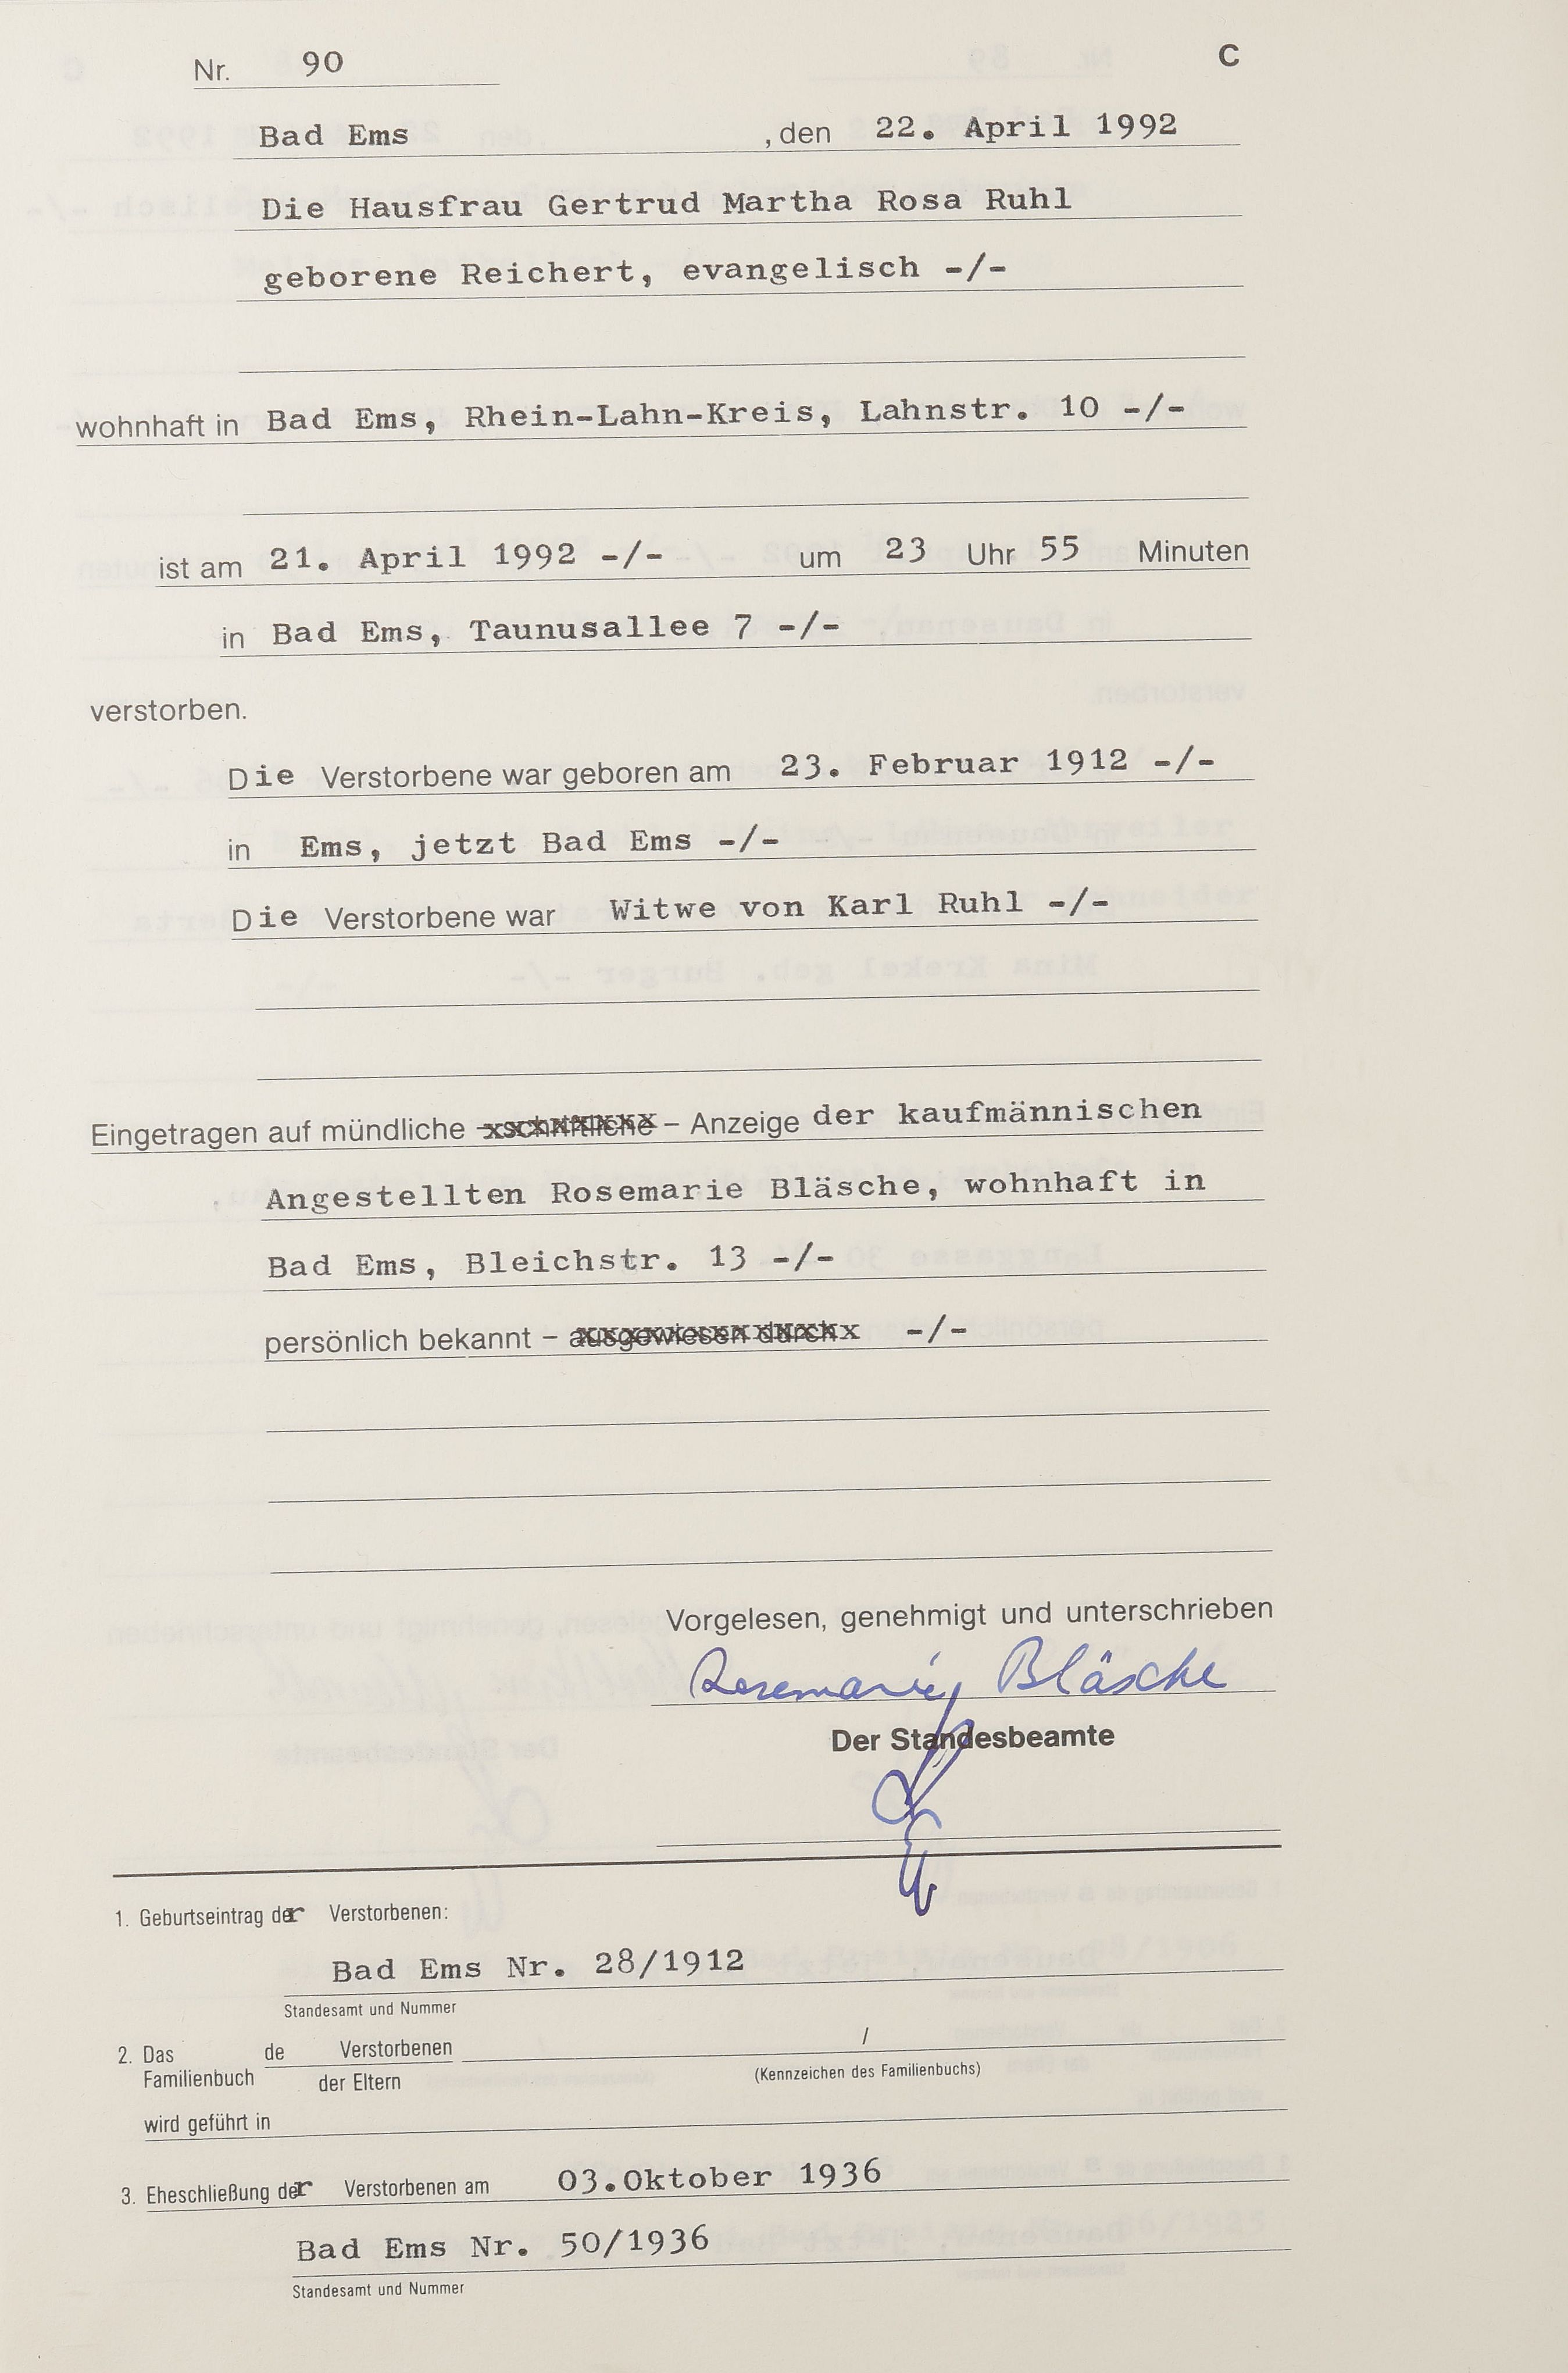 Nr. 90 C
Bad Ems , den 22. April 1992
Die Hausfrau Gertrud Martha Rosa Ruhl
geborene Reichert, evangelisch -/-
wohnhaft in Bad Ems, Rhein-Lahn-Kreis, Lahnstr. 10 -/-
ist am 21. April 1992 -/- um 23 Uhr 55 Minuten
in Bad Ems, Taunusallee 7 -/-
verstorben.
Die Verstorbene war geboren am 23. Februar 1912 -/-
in Ems, jetzt Bad Ems -/-
Die Verstorbene war Witwe von Karl Ruhl -/-
Eingetragen auf mündliche - schriftliche – Anzeige der kaufmännischen
Angestellten Rosemarie Bläsche, wohnhaft in
Bad Ems, Bleichstr. 13 -/-
persönlich bekannt – ausgewiesen durch -/-
Vorgelesen, genehmigt und unterschrieben
Rosemarie Bläsche
Der Standesbeamte
1. Geburtseintrag der Verstorbenen:
Bad Ems Nr. 28/1912
Standesamt und Nummer
2. Das de Verstorbenen /
Familienbuch der Eltern (Kennzeichen des Familienbuchs)
wird geführt in
3. Eheschließung der Verstorbenen am 03.Oktober 1936
Bad Ems Nr. 50/1936
Standesamt und Nummer